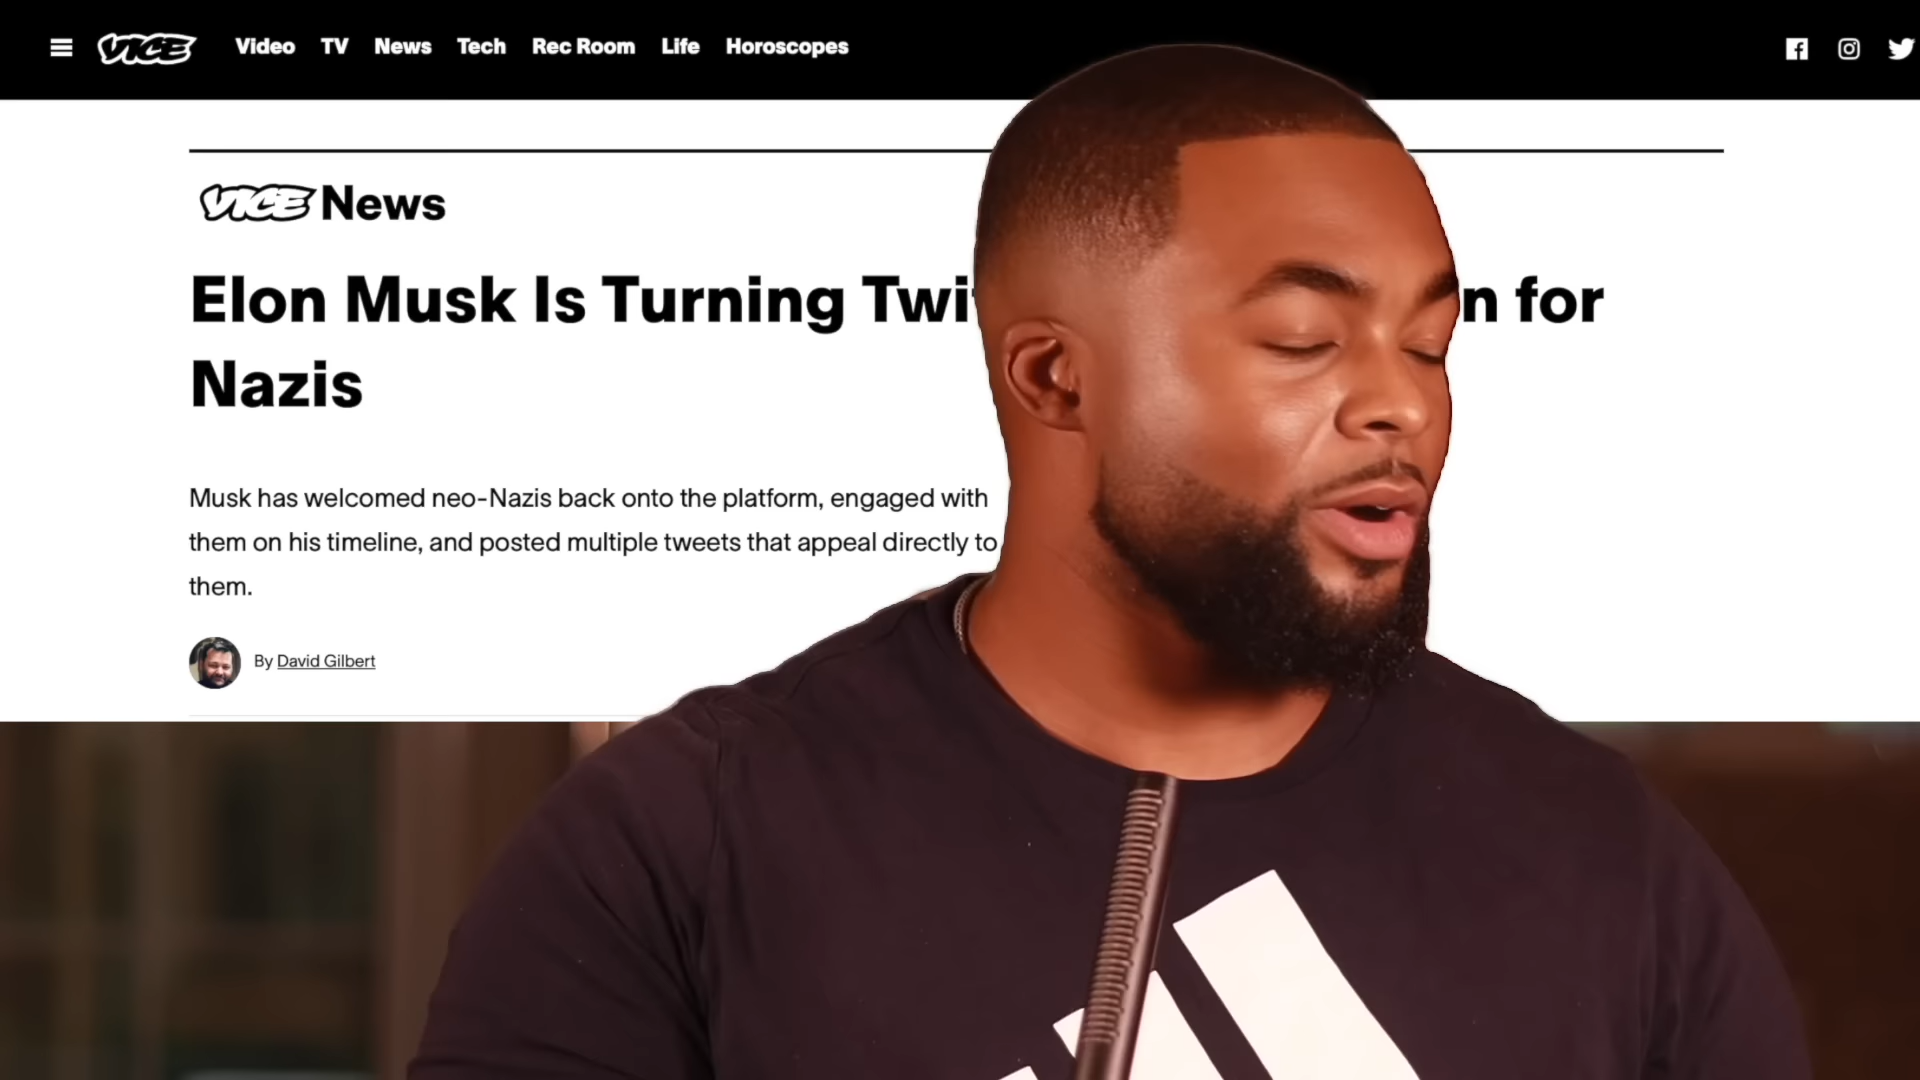 VICE Video TV News Tech Rec Room Life Horoscopes
VICE News
Elon Musk Is Turning n for
Nazis
Musk has welcomed neo-Nazis back onto the platform, engaged with
them on his timeline, and posted multiple tweets that appeal directly to
them.
By David Gilbert